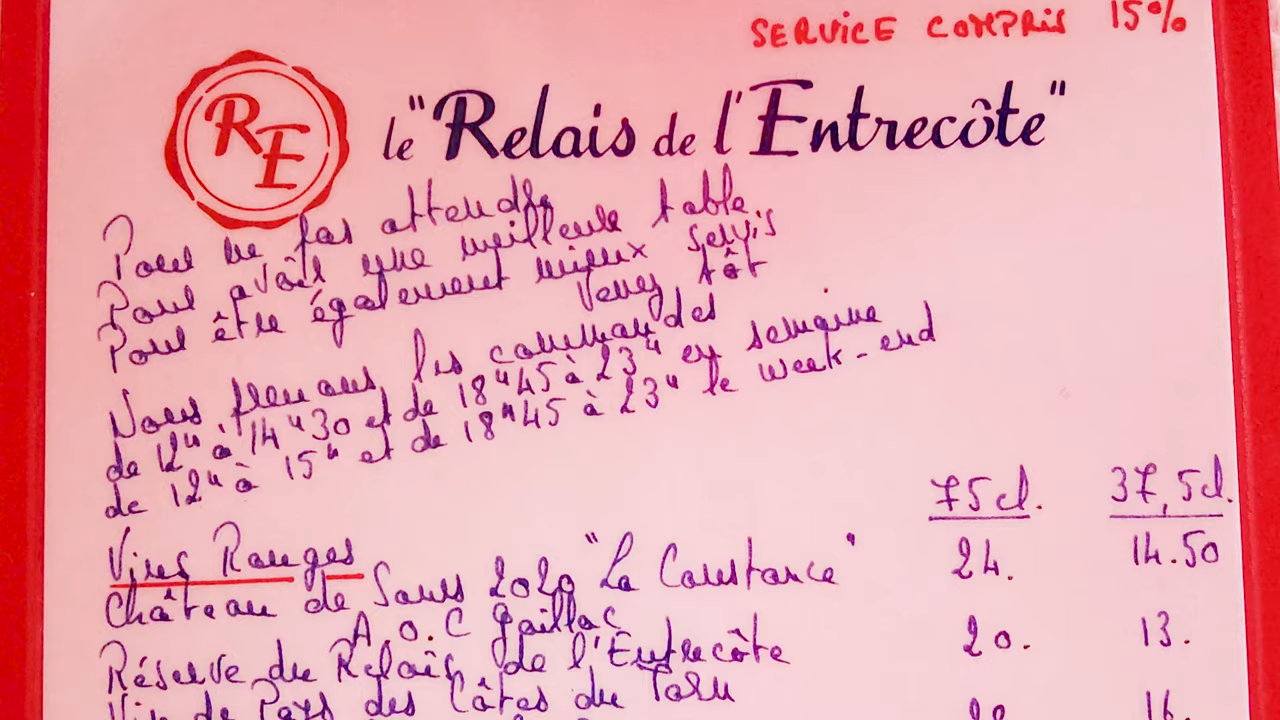 SERVICE COMPRIS 15%
RE
le "Relais de l'Entrecôte"
Pour ne pas attendre
Pour avoir une meilleure table
Pour être également mieux servis
Venez tôt
Nous prenons les commandes
de 12h à 14h30 et de 18h45 à 23h en semaine
de 12h à 15h et de 18h45 à 23h le week-end
75cl. 37,5cl.
Vins Rouges
Château de Saurs 2020 "La Constance" 24. 14.50
A.O.C Gaillac
Réserve du Relais de l'Entrecôte 20. 13.
Vin de Pays des Côtes du Tarn
16.